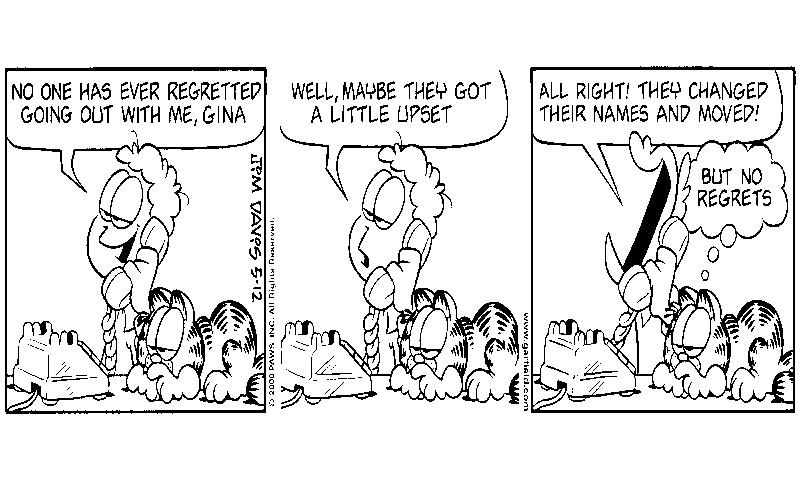 NO ONE HAS EVER REGRETTED
GOING OUT WITH ME, GINA
JIM DAVIS 5-12
© 2000 PAWS, INC. All Rights Reserved.
WELL, MAYBE THEY GOT
A LITTLE UPSET
www.garfield.com
ALL RIGHT! THEY CHANGED
THEIR NAMES AND MOVED!
BUT NO
REGRETS